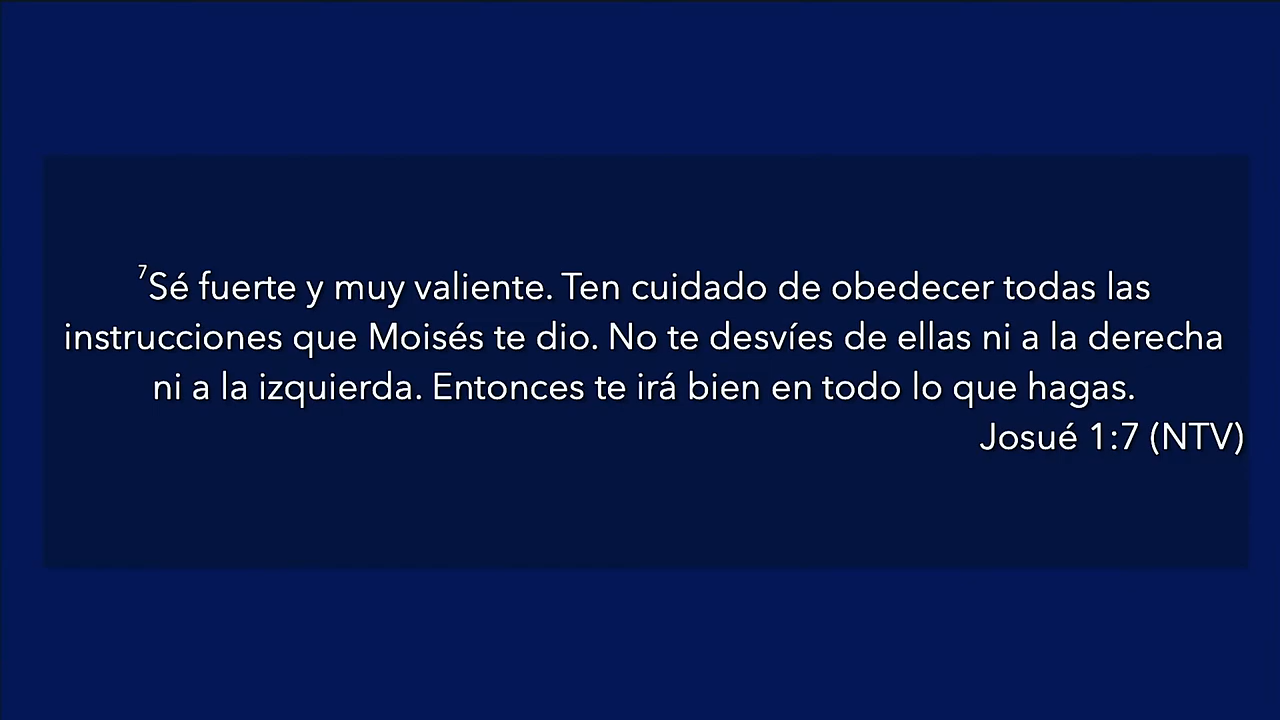 ⁷Sé fuerte y muy valiente. Ten cuidado de obedecer todas las
instrucciones que Moisés te dio. No te desvíes de ellas ni a la derecha
ni a la izquierda. Entonces te irá bien en todo lo que hagas.
Josué 1:7 (NTV)